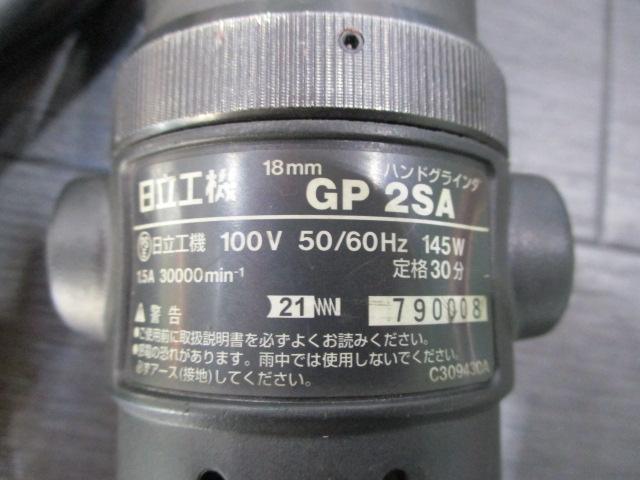 18mm ハンドグラインダ
日立工機 GP 2SA
日立工機 100V 50/60Hz 145W
1.5A 30000min⁻¹ 定格30分
21 790008
警告
●ご使用前に取扱説明書を必ずよくお読みください。
●感電の恐れがあります。雨中では使用しないでください。
必ずアース(接地)してください。
C309430A